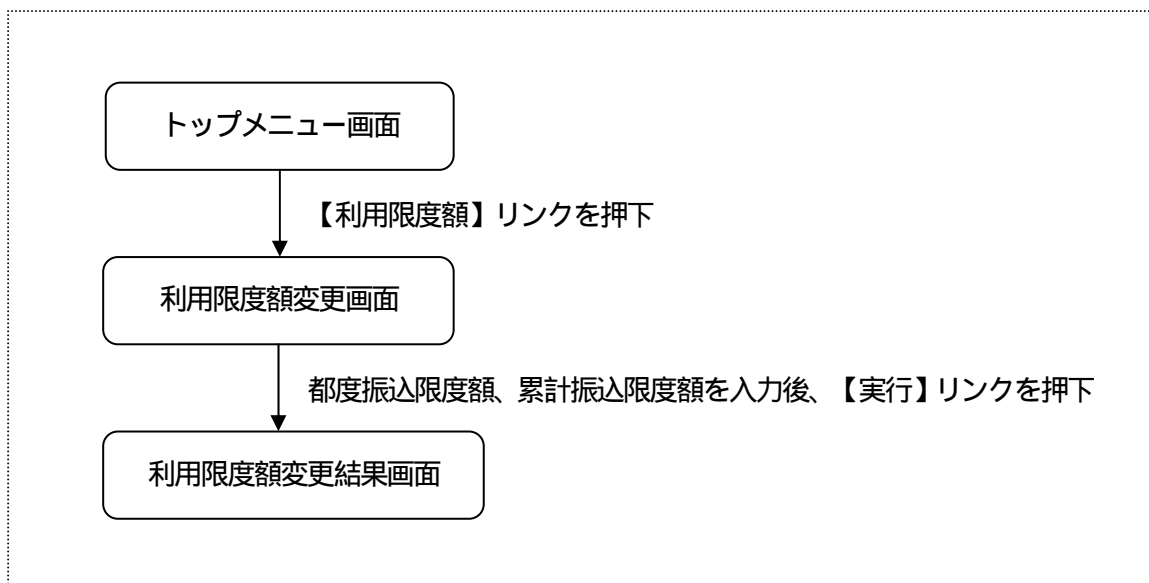 トップメニュー画面
【利用限度額】リンクを押下
利用限度額変更画面
都度振込限度額、累計振込限度額を入力後、【実行】リンクを押下
利用限度額変更結果画面